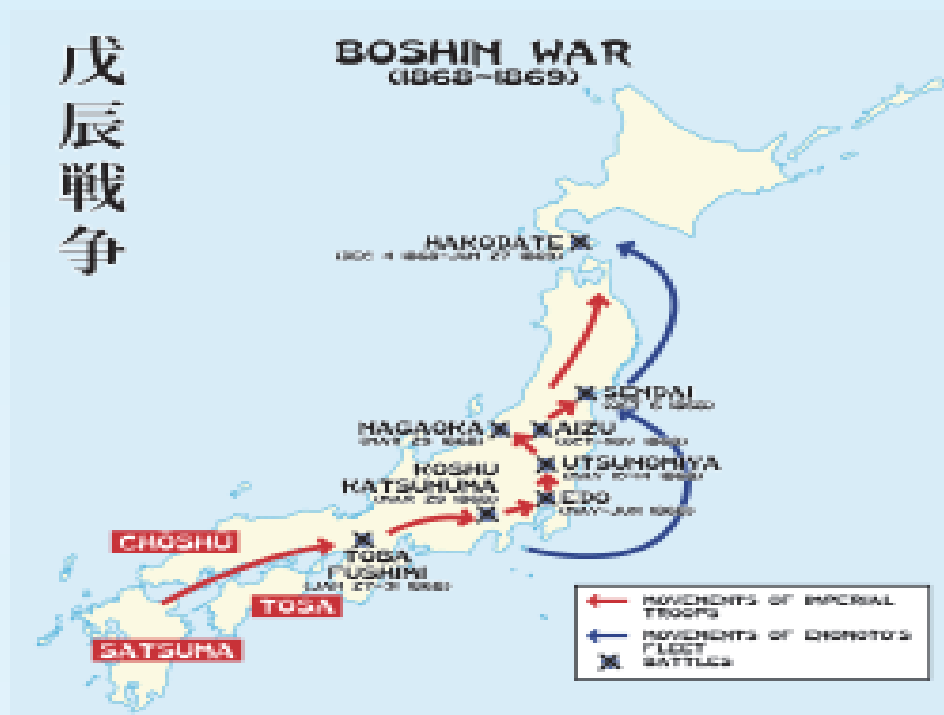 戊辰戦争
BOSHIN WAR
(1868-1869)
HAKODATE
SENDAI
NAGAOKA
AIZU
KOSHU
KATSUNUMA
UTSUNOMIYA
EDO
CHOSHU
TOBA
FUSHIMI
TOSA
SATSUMA
MOVEMENTS OF IMPERIAL
TROOPS
MOVEMENTS OF ENOMOTO'S
FLEET
BATTLES